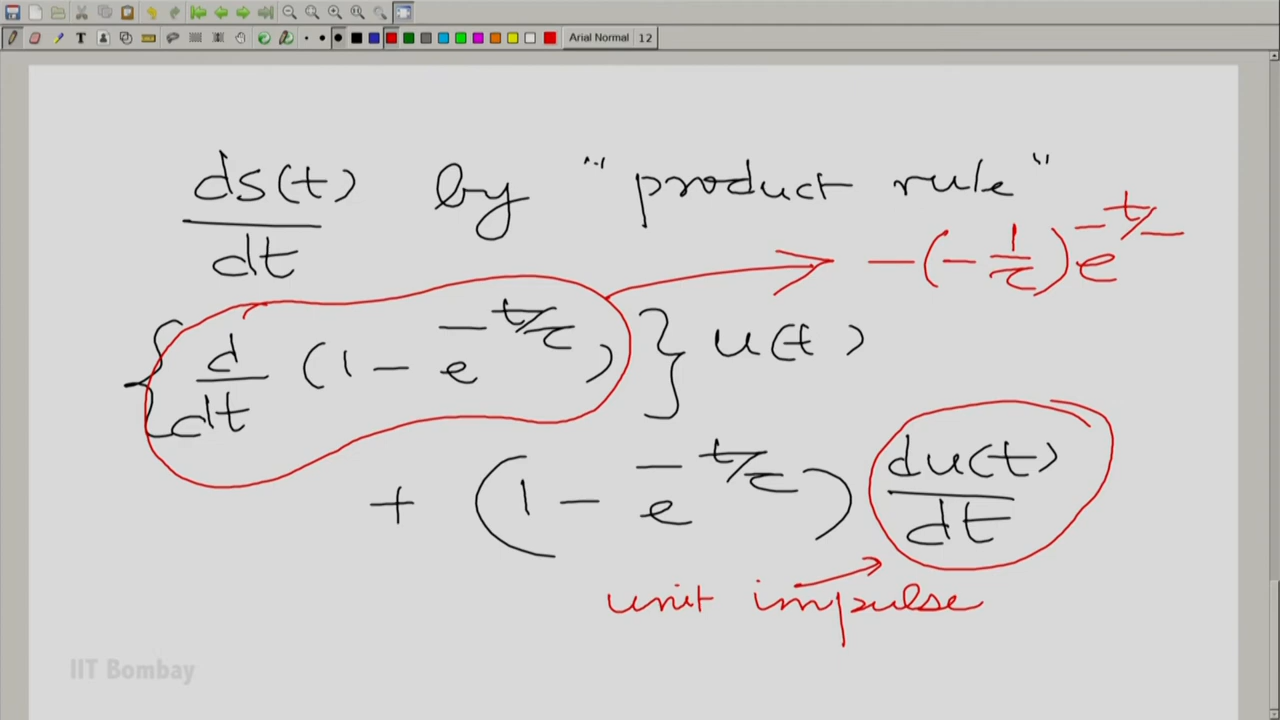 Arial Normal 12
ds(t)/dt by "product rule"
-(-1/τ)e^-t/
{d/dt (1 - e^-t/τ)} u(t)
+ (1 - e^-t/τ) du(t)/dt
unit impulse
IIT Bombay